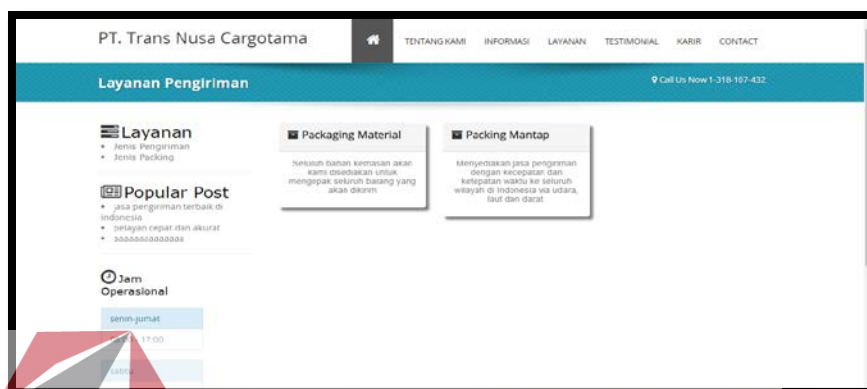 PT. Trans Nusa Cargotama
TENTANG KAMI INFORMASI LAYANAN TESTIMONIAL KARIR CONTACT
Layanan Pengiriman
Call Us Now 1-318-107-432
Layanan
Jenis Pengiriman
Jenis Packing
Popular Post
jasa pengiriman terbaik di
indonesia
pelayan cepat dan akurat
Jam
Operasional
senin-jumat
17:00
sabtu
Packaging Material
Seluruh bahan kemasan akan
kami disediakan untuk
mengepak seluruh barang yang
akan dikirim
Packing Mantap
Menyediakan jasa pengiriman
dengan kecepatan dan
ketepatan waktu ke seluruh
wilayah di Indonesia via udara,
laut dan darat